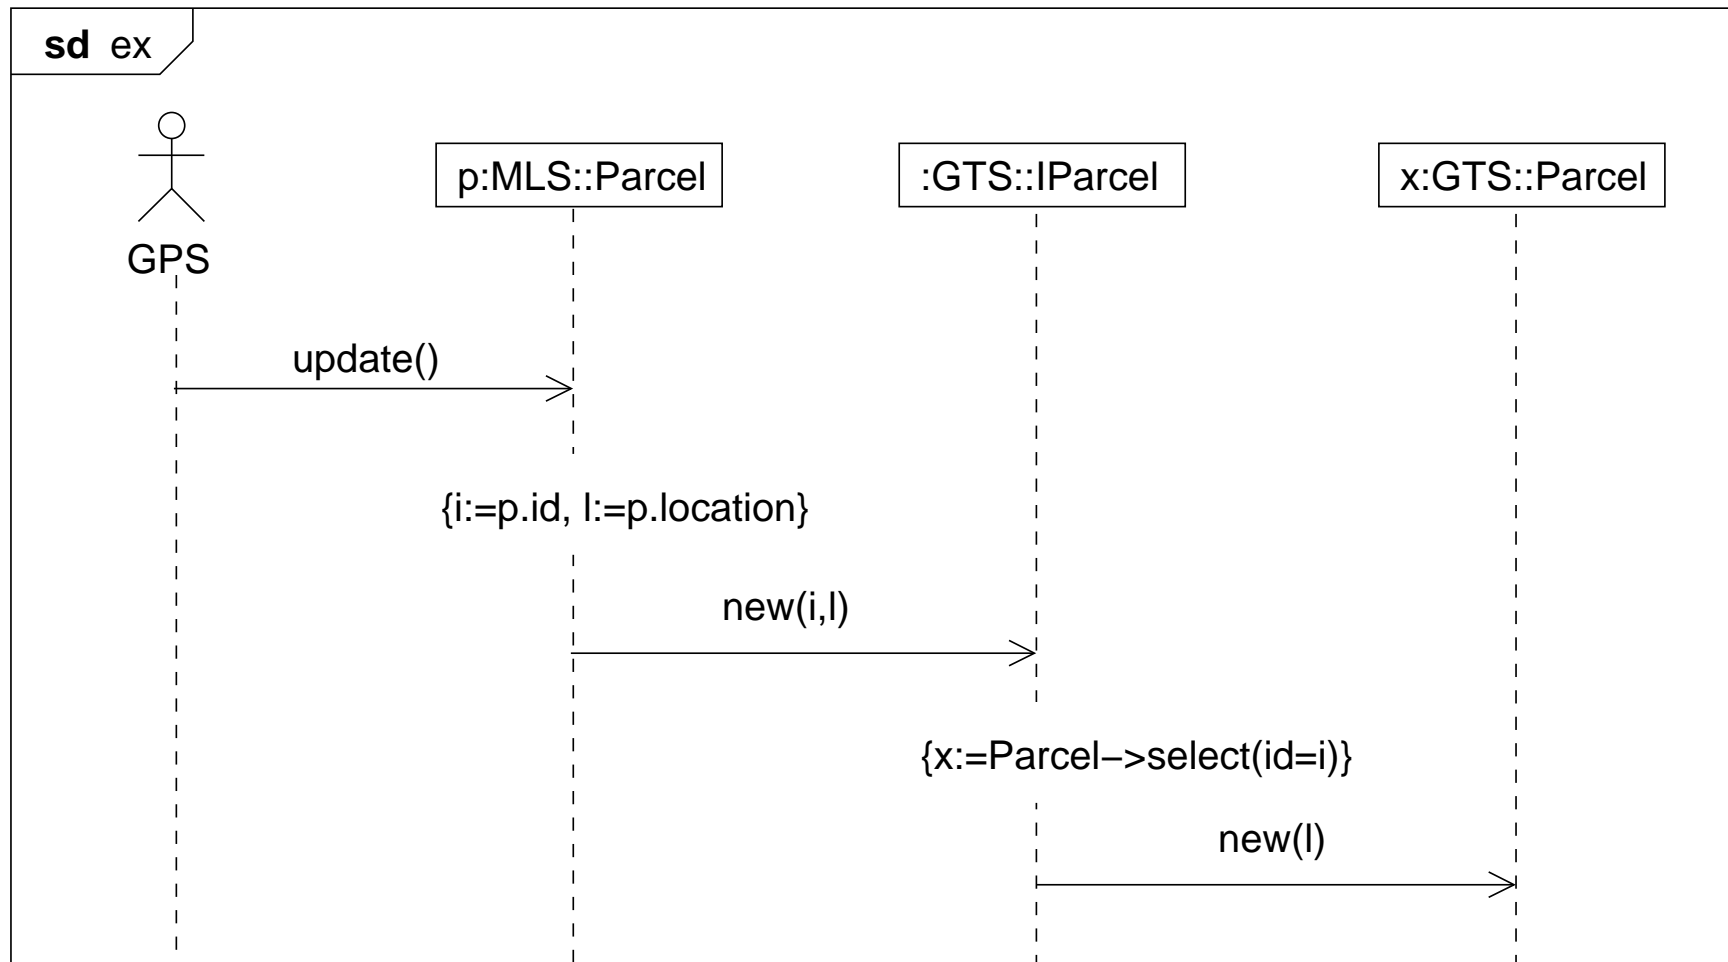 sd ex
p:MLS::Parcel
:GTS::IParcel
x:GTS::Parcel
GPS
update()
{i:=p.id, l:=p.location}
new(i,l)
{x:=Parcel−>select(id=i)}
new(l)